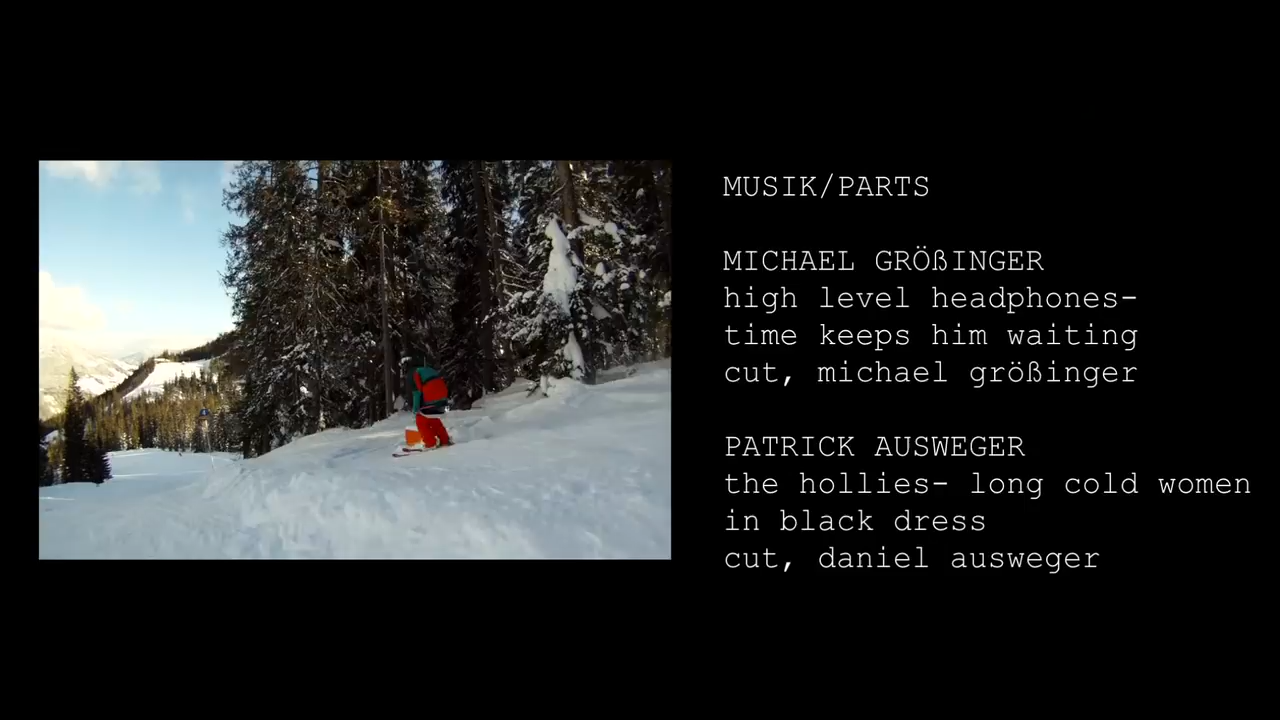 MUSIK/PARTS
MICHAEL GRÖßINGER
high level headphones-
time keeps him waiting
cut, michael größinger
PATRICK AUSWEGER
the hollies- long cold women
in black dress
cut, daniel ausweger